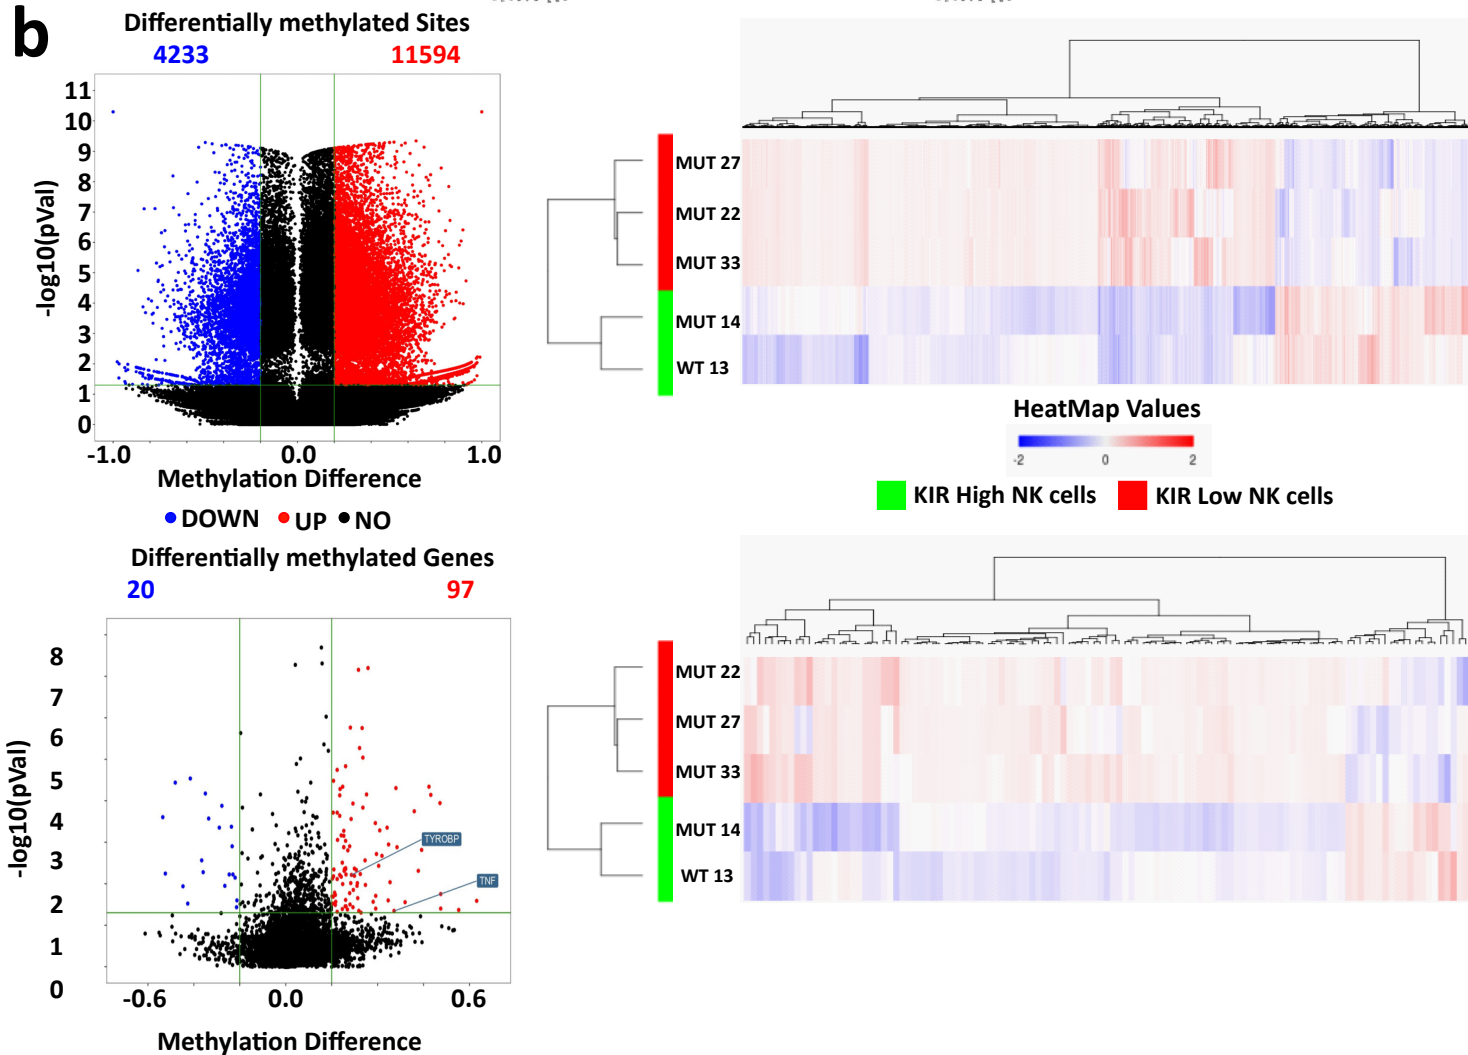 b
Differentially methylated Sites
4233
11594
11
10
9
8
7
6
5
4
3
2
1
0
-log10(pVal)
-1.0
0.0
1.0
Methylation Difference
DOWN
UP
NO
MUT 27
MUT 22
MUT 33
MUT 14
WT 13
HeatMap Values
-2
0
2
KIR High NK cells
KIR Low NK cells
Differentially methylated Genes
20
97
8
7
6
5
4
3
2
1
0
-log10(pVal)
TYROBP
TNF
-0.6
0.0
0.6
Methylation Difference
MUT 22
MUT 27
MUT 33
MUT 14
WT 13